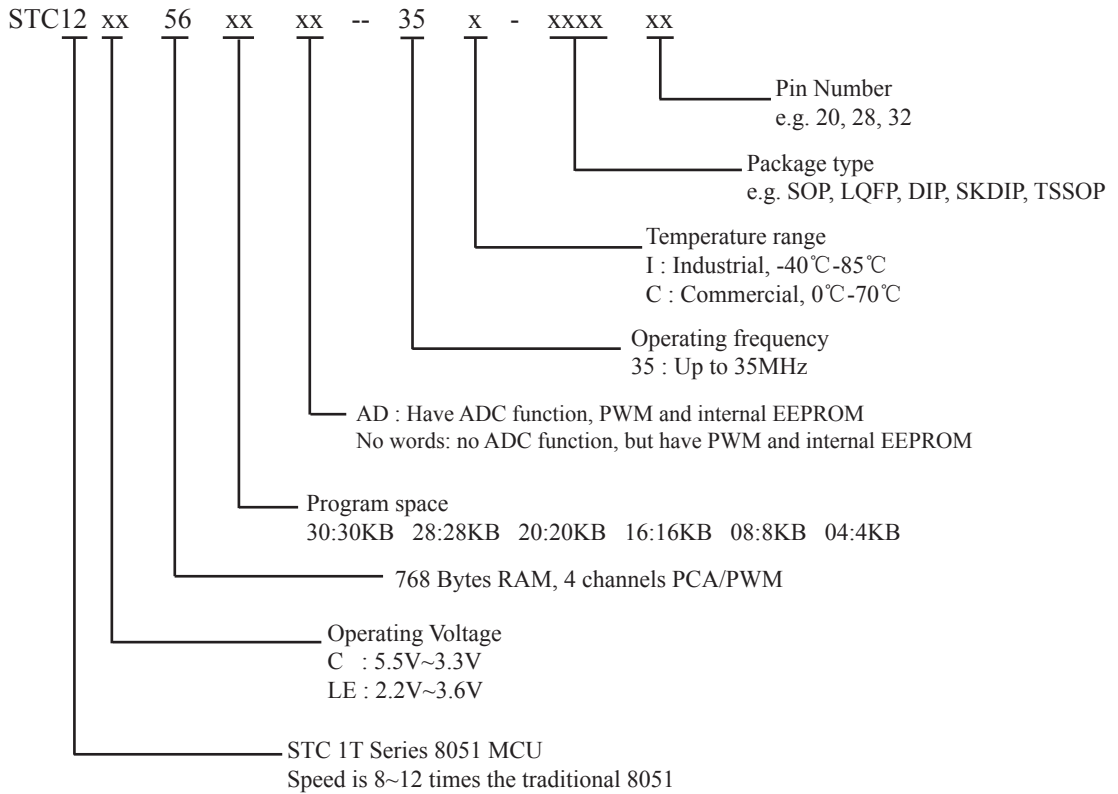 STC12 xx 56 xx xx -- 35 x - xxxx xx
Pin Number
e.g. 20, 28, 32
Package type
e.g. SOP, LQFP, DIP, SKDIP, TSSOP
Temperature range
I : Industrial, -40℃-85℃
C : Commercial, 0℃-70℃
Operating frequency
35 : Up to 35MHz
AD : Have ADC function, PWM and internal EEPROM
No words: no ADC function, but have PWM and internal EEPROM
Program space
30:30KB 28:28KB 20:20KB 16:16KB 08:8KB 04:4KB
768 Bytes RAM, 4 channels PCA/PWM
Operating Voltage
C : 5.5V~3.3V
LE : 2.2V~3.6V
STC 1T Series 8051 MCU
Speed is 8~12 times the traditional 8051